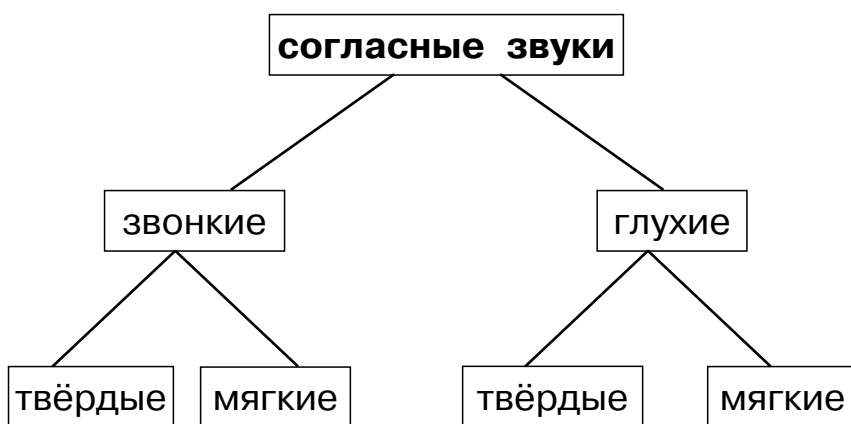 согласные звуки
звонкие глухие
твёрдые мягкие твёрдые мягкие